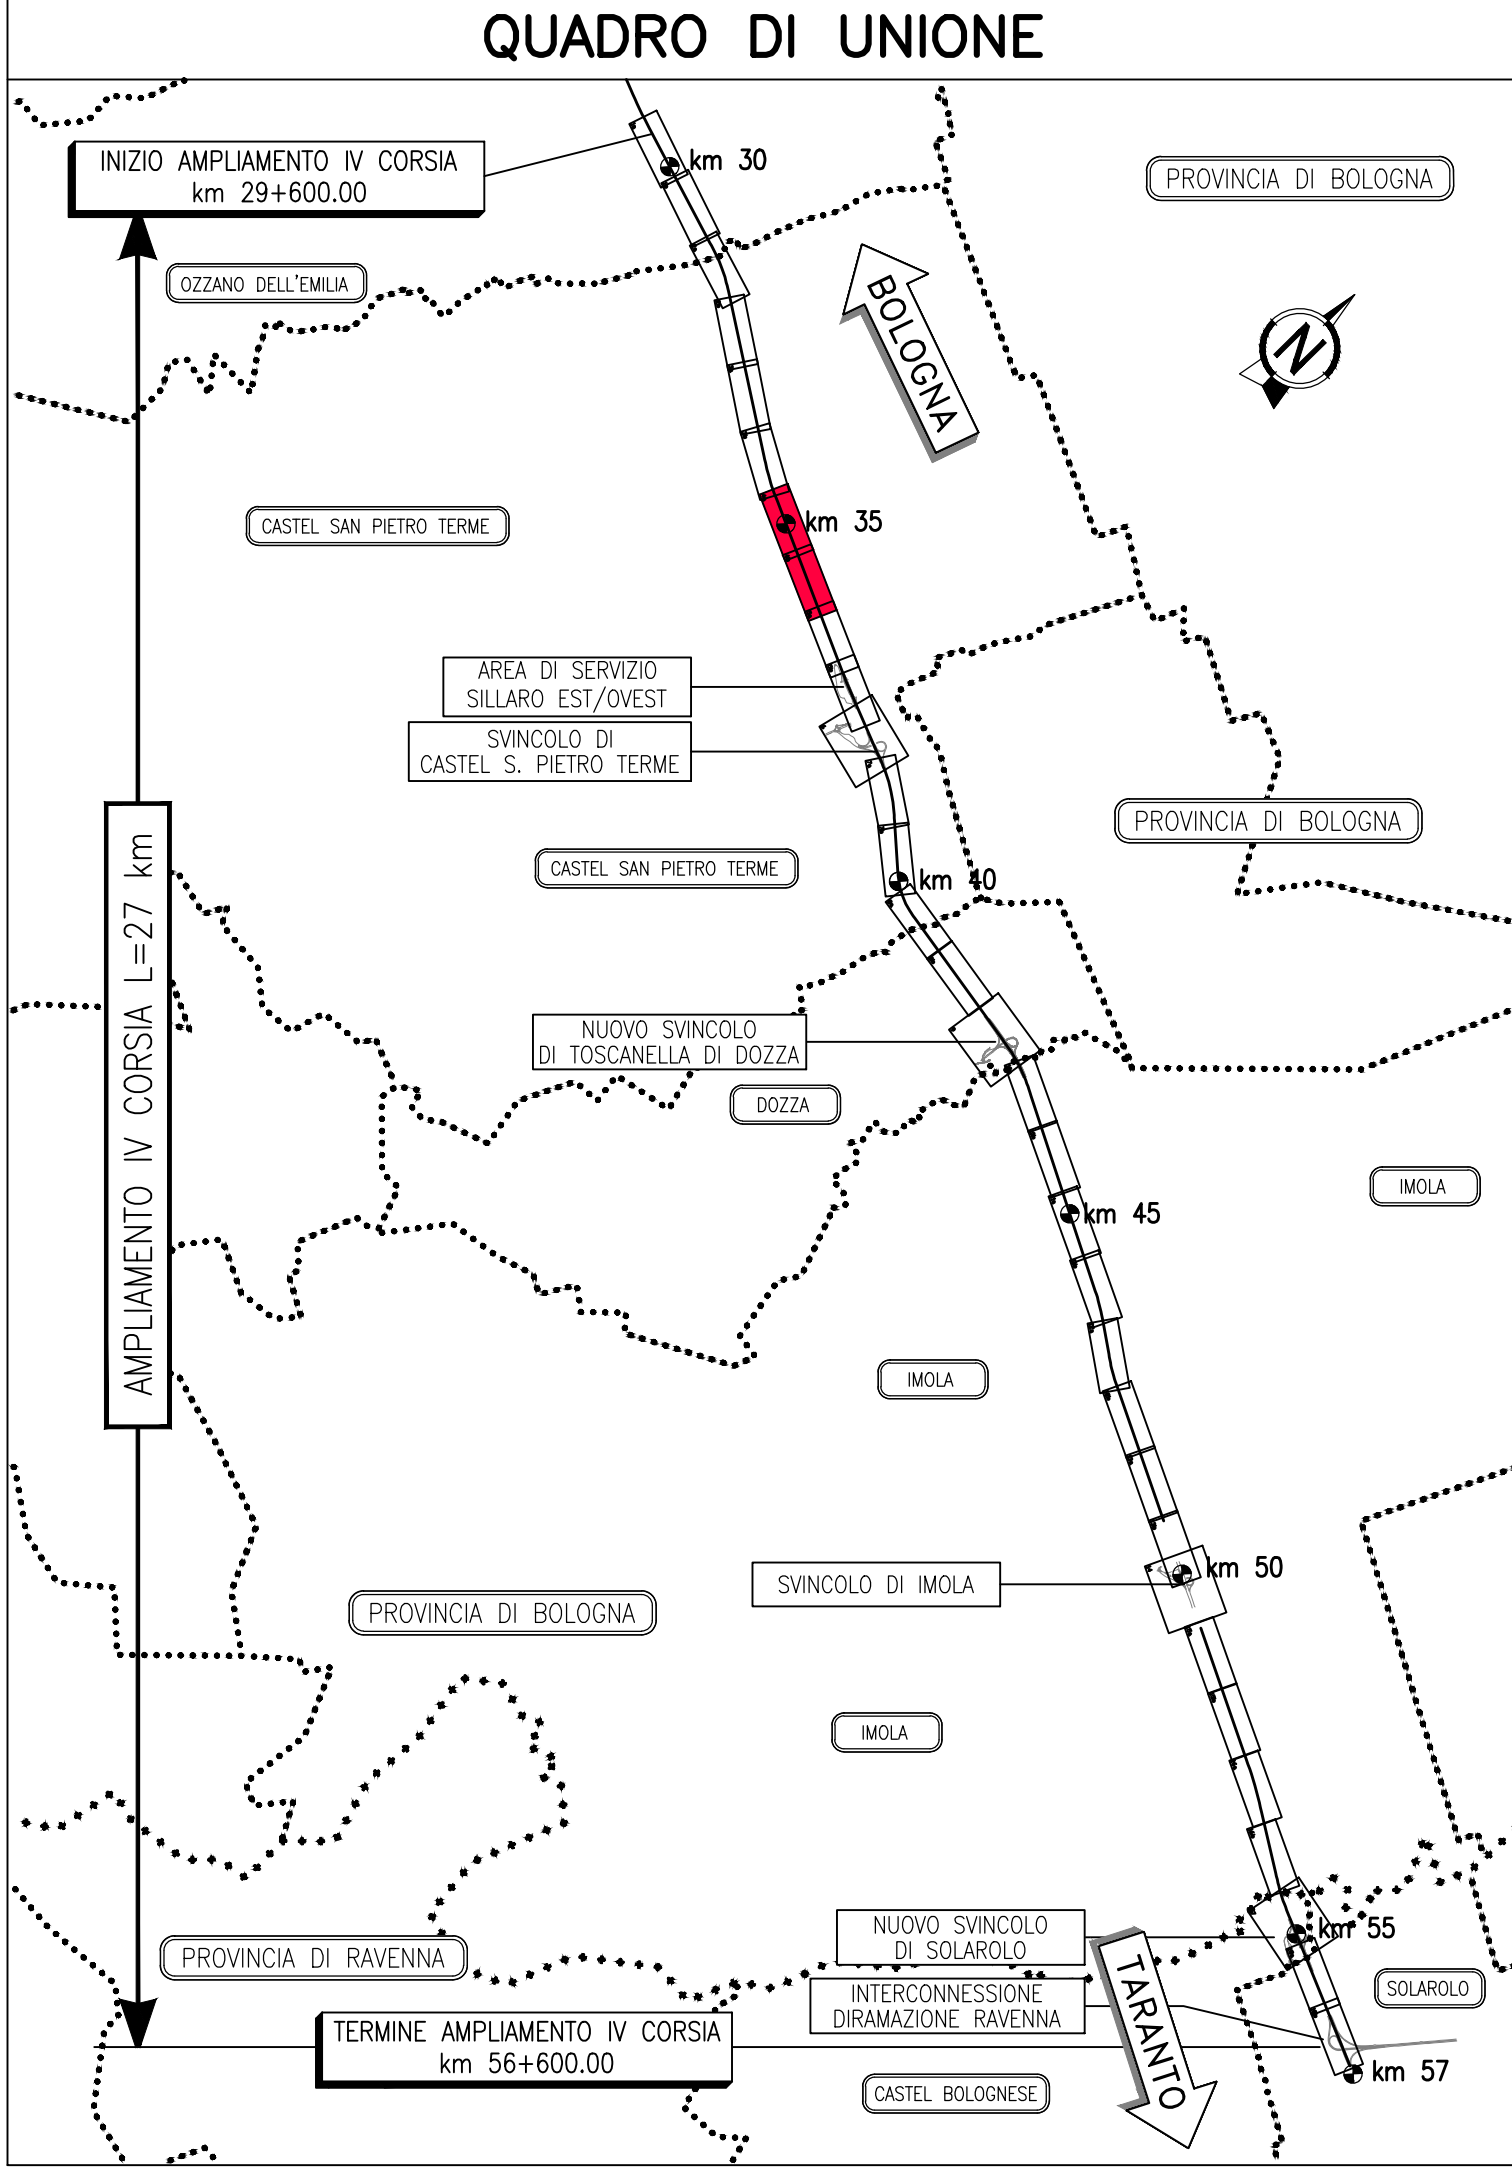 QUADRO DI UNIONE
INIZIO AMPLIAMENTO IV CORSIA
km 29+600.00
km 30
PROVINCIA DI BOLOGNA
OZZANO DELL'EMILIA
BOLOGNA
N
CASTEL SAN PIETRO TERME
km 35
AREA DI SERVIZIO
SILLARO EST/OVEST
SVINCOLO DI
CASTEL S. PIETRO TERME
PROVINCIA DI BOLOGNA
CASTEL SAN PIETRO TERME
km 40
AMPLIAMENTO IV CORSIA L=27 km
NUOVO SVINCOLO
DI TOSCANELLA DI DOZZA
DOZZA
IMOLA
km 45
IMOLA
km 50
SVINCOLO DI IMOLA
PROVINCIA DI BOLOGNA
IMOLA
NUOVO SVINCOLO
DI SOLAROLO
km 55
PROVINCIA DI RAVENNA
SOLAROLO
INTERCONNESSIONE
DIRAMAZIONE RAVENNA
TARANTO
TERMINE AMPLIAMENTO IV CORSIA
km 56+600.00
km 57
CASTEL BOLOGNESE